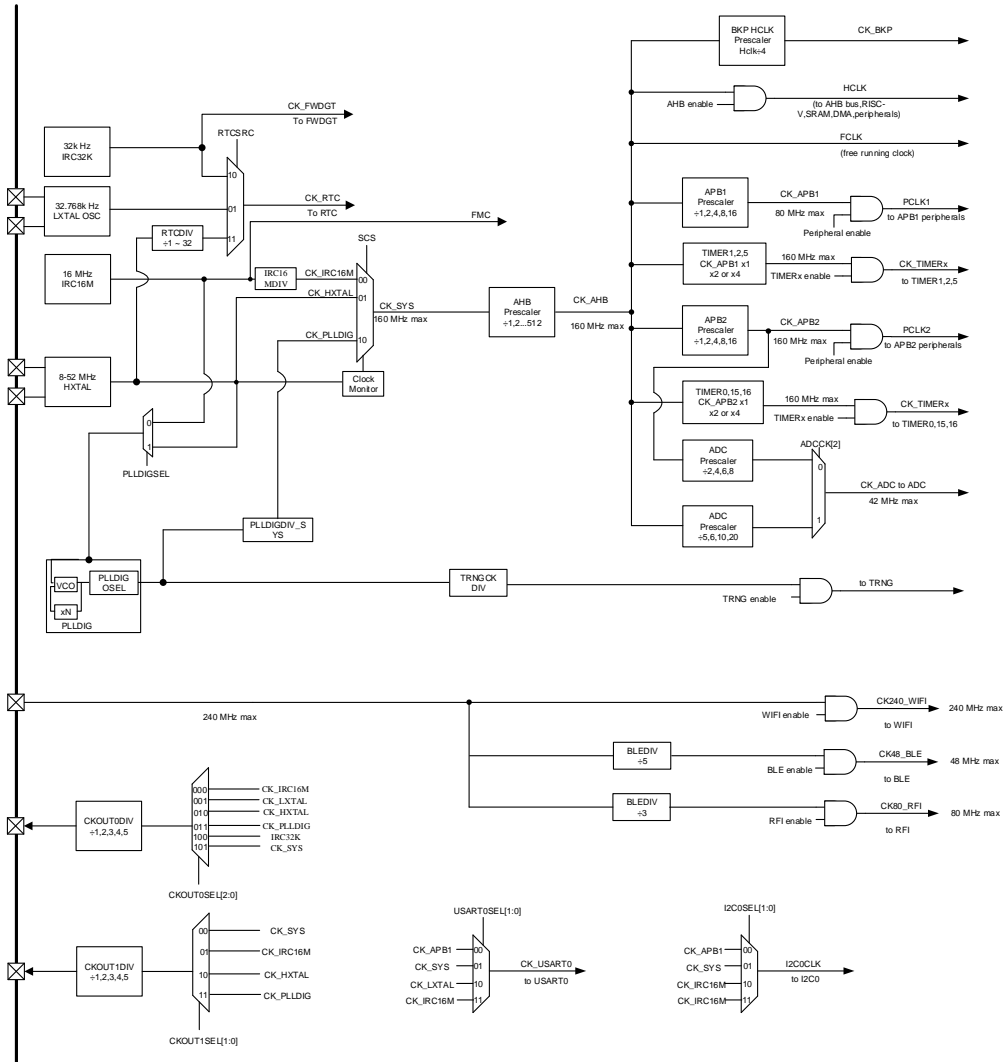 BKP HCLK
Prescaler
Hclk÷4
CK_BKP
AHB enable
HCLK
(to AHB bus,RISC-
V,SRAM,DMA,peripherals)
FCLK
(free running clock)
CK_FWDGT
To FWDGT
32k Hz
IRC32K
RTCSRC
10
01
11
32.768k Hz
LXTAL OSC
CK_RTC
To RTC
RTCDIV
÷1 ~ 32
FMC
APB1
Prescaler
÷1,2,4,8,16
CK_APB1
80 MHz max
Peripheral enable
PCLK1
to APB1 peripherals
16 MHz
IRC16M
IRC16
MDIV
CK_IRC16M
CK_HXTAL
CK_PLLDIG
SCS
00
01
10
CK_SYS
160 MHz max
AHB
Prescaler
÷1,2...512
CK_AHB
160 MHz max
TIMER1,2,5
CK_APB1 x1
x2 or x4
160 MHz max
TIMERx enable
CK_TIMERx
to TIMER1,2,5
APB2
Prescaler
÷1,2,4,8,16
CK_APB2
160 MHz max
Peripheral enable
PCLK2
to APB2 peripherals
8-52 MHz
HXTAL
Clock
Monitor
TIMER0,15,16
CK_APB2 x1
x2 or x4
160 MHz max
TIMERx enable
CK_TIMERx
to TIMER0,15,16
0
1
PLLDIGSEL
ADC
Prescaler
÷2,4,6,8
ADCCK[2]
0
1
CK_ADC to ADC
42 MHz max
ADC
Prescaler
÷5,6,10,20
PLLDIGDIV_S
YS
VCO
xN
PLLDIG
OSEL
PLLDIG
TRNGCK
DIV
TRNG enable
to TRNG
240 MHz max
WIFI enable
CK240_WIFI
to WIFI
240 MHz max
BLEDIV
÷5
BLE enable
CK48_BLE
to BLE
48 MHz max
BLEDIV
÷3
RFI enable
CK80_RFI
to RFI
80 MHz max
CKOUT0DIV
÷1,2,3,4,5
000
001
010
011
100
101
CK_IRC16M
CK_LXTAL
CK_HXTAL
CK_PLLDIG
IRC32K
CK_SYS
CKOUT0SEL[2:0]
CKOUT1DIV
÷1,2,3,4,5
00
01
10
11
CK_SYS
CK_IRC16M
CK_HXTAL
CK_PLLDIG
CKOUT1SEL[1:0]
USART0SEL[1:0]
CK_APB1
CK_SYS
CK_LXTAL
CK_IRC16M
00
01
10
11
CK_USART0
to USART0
I2C0SEL[1:0]
CK_APB1
CK_SYS
CK_IRC16M
CK_IRC16M
00
01
10
11
I2C0CLK
to I2C0